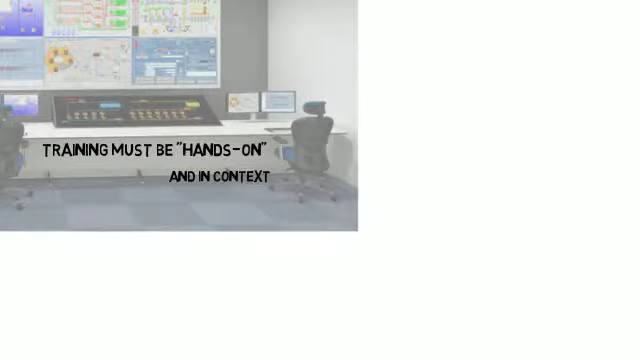 TRAINING MUST BE "HANDS-ON"
AND IN CONTEXT